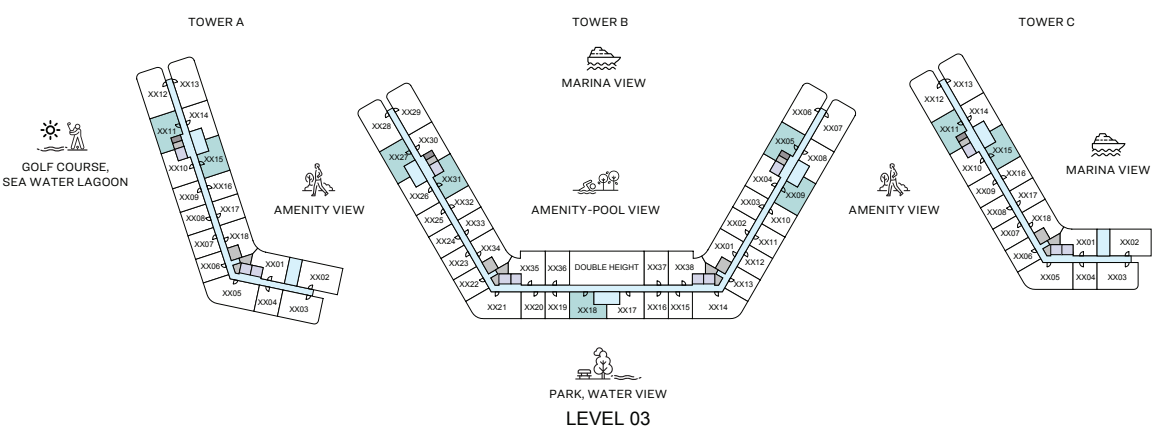 TOWER A
TOWER B
TOWER C
MARINA VIEW
GOLF COURSE,
SEA WATER LAGOON
AMENITY VIEW
AMENITY-POOL VIEW
AMENITY VIEW
MARINA VIEW
XX12
XX13
XX14
XX11
XX15
XX10
XX16
XX09
XX17
XX08
XX18
XX07
XX06
XX01
XX02
XX05
XX04
XX03
XX29
XX28
XX30
XX27
XX31
XX26
XX32
XX25
XX33
XX24
XX34
XX23
XX22
XX21
XX35
XX36
DOUBLE HEIGHT
XX37
XX38
XX20
XX19
XX18
XX17
XX16
XX15
XX14
XX06
XX07
XX05
XX08
XX04
XX09
XX03
XX10
XX02
XX11
XX01
XX12
XX13
XX13
XX12
XX14
XX11
XX15
XX10
XX16
XX09
XX17
XX08
XX18
XX07
XX06
XX01
XX02
XX05
XX04
XX03
PARK, WATER VIEW
LEVEL 03